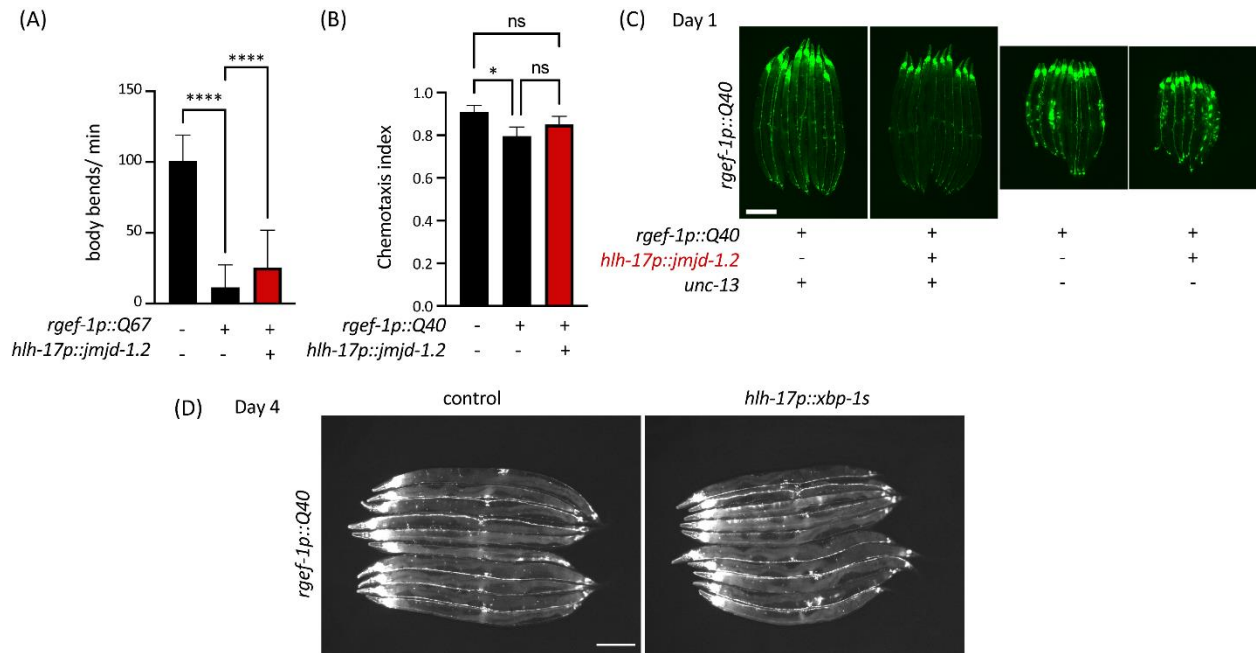 (A)
****
****
150
100
50
0
body bends/ min
rgef-1p::Q67 - + +
hlh-17p::jmjd-1.2 - - +
(B)
ns
* ns
1.0
0.8
0.6
0.4
0.2
0.0
Chemotaxis index
rgef-1p::Q40 - + +
hlh-17p::jmjd-1.2 - - +
(C) Day 1
rgef-1p::Q40
rgef-1p::Q40 + + + +
hlh-17p::jmjd-1.2 - + - +
unc-13 + + - -
(D) Day 4
control hlh-17p::xbp-1s
rgef-1p::Q40